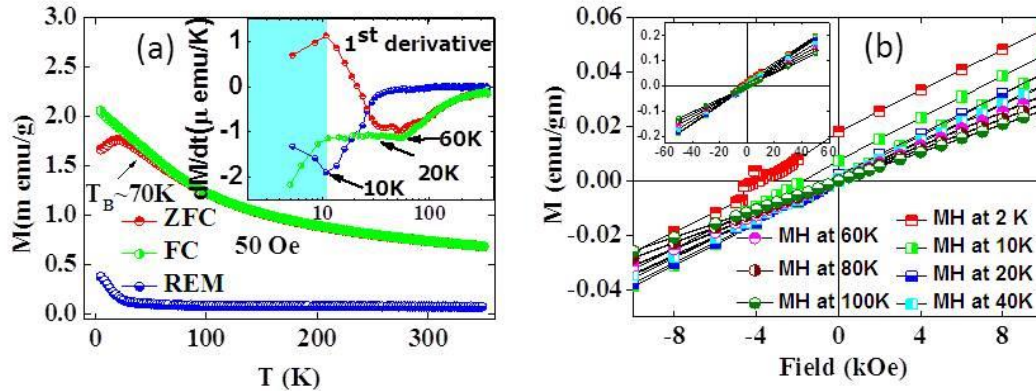 (a)
M(m emu/g)
3.0
2.5
2.0
1.5
1.0
0.5
0.0
0
100
200
300
T (K)
T_B~70K
ZFC
FC
REM
50 Oe
1st derivative
dM/dt(μ emu/K)
1
0
-1
-2
10
100
60K
20K
10K
(b)
M (emu/gm)
0.04
0.02
0.00
-0.02
-0.04
-8
-4
0
4
8
Field (kOe)
0.2
0.1
0.0
-0.1
-0.2
-60
-40
-20
0
20
40
60
MH at 2 K
MH at 10K
MH at 20K
MH at 40K
MH at 60K
MH at 80K
MH at 100K